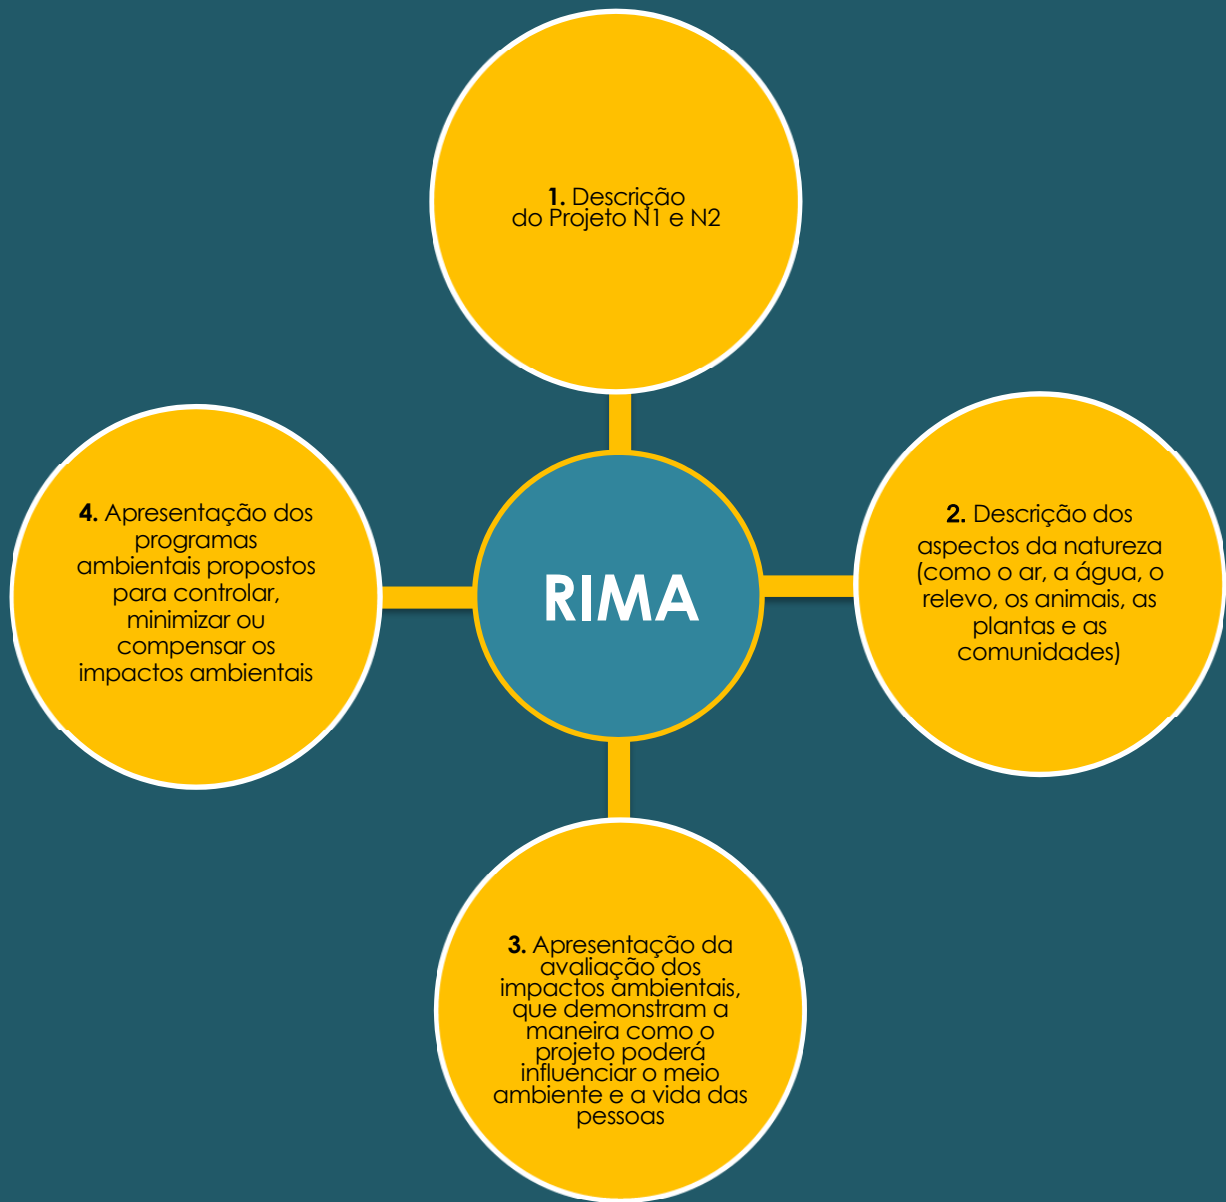 1. Descrição
do Projeto N1 e N2
2. Descrição dos
aspectos da natureza
(como o ar, a água, o
relevo, os animais, as
plantas e as
comunidades)
3. Apresentação da
avaliação dos
impactos ambientais,
que demonstram a
maneira como o
projeto poderá
influenciar o meio
ambiente e a vida das
pessoas
4. Apresentação dos
programas
ambientais propostos
para controlar,
minimizar ou
compensar os
impactos ambientais
RIMA